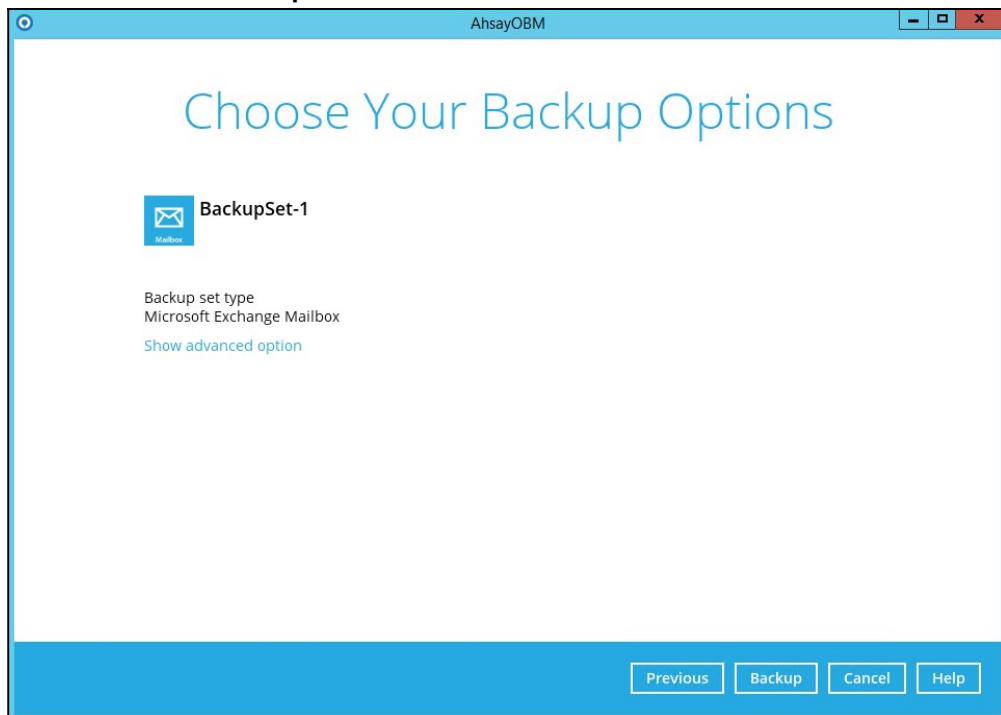 AhsayOBM
Choose Your Backup Options
BackupSet-1
Mailbox
Backup set type
Microsoft Exchange Mailbox
Show advanced option
Previous Backup Cancel Help